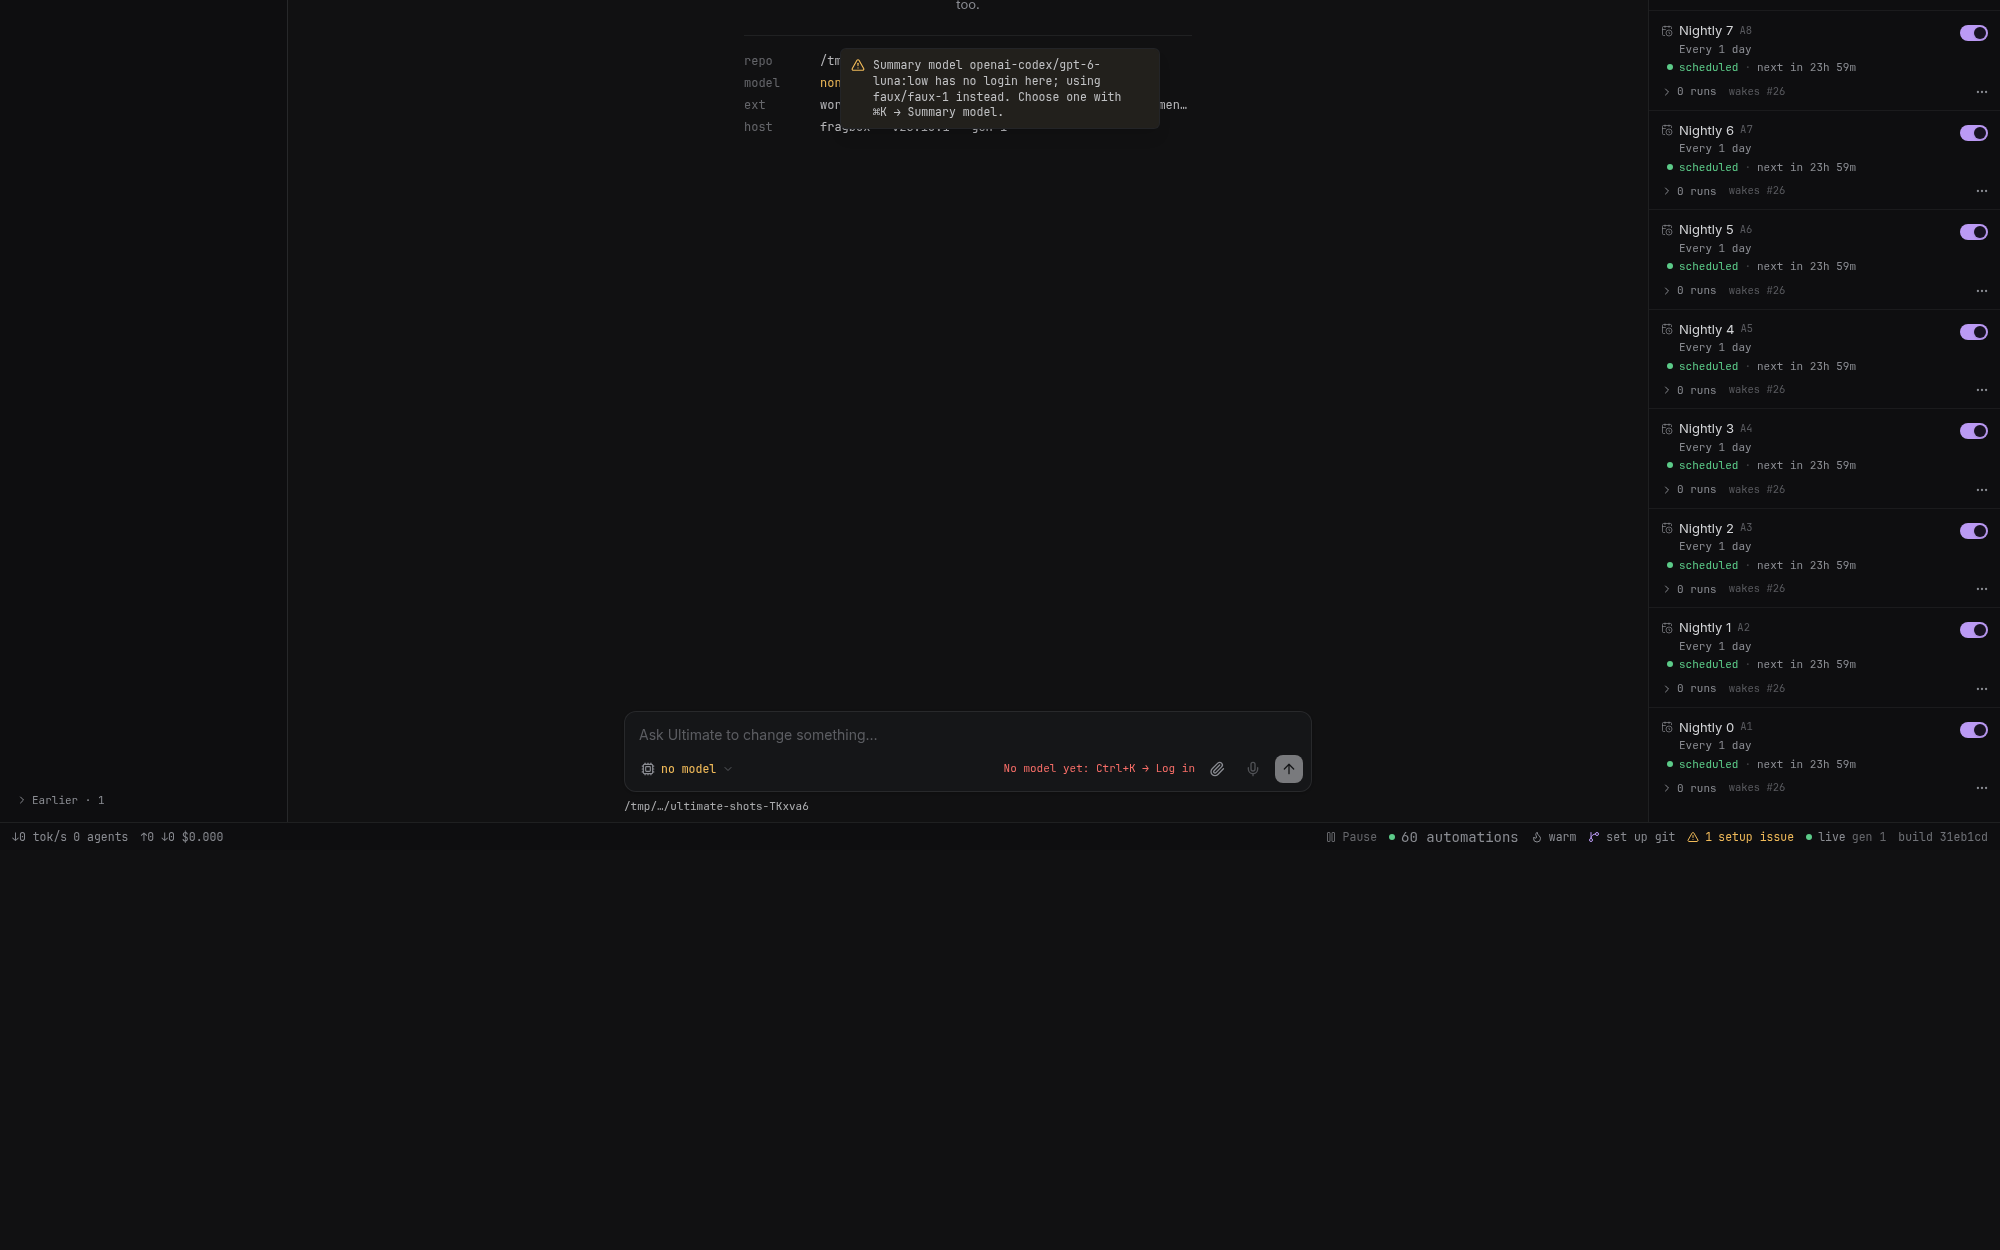 too.
repo /tm
model non
ext wor men…
host fragbox
Summary model openai-codex/gpt-6-
luna:low has no login here; using
faux/faux-1 instead. Choose one with
⌘K → Summary model.
Ask Ultimate to change something...
no model
No model yet: Ctrl+K → Log in
/tmp/…/ultimate-shots-TKxva6
Earlier · 1
Nightly 7 A8
Every 1 day
scheduled · next in 23h 59m
0 runs wakes #26
Nightly 6 A7
Every 1 day
scheduled · next in 23h 59m
0 runs wakes #26
Nightly 5 A6
Every 1 day
scheduled · next in 23h 59m
0 runs wakes #26
Nightly 4 A5
Every 1 day
scheduled · next in 23h 59m
0 runs wakes #26
Nightly 3 A4
Every 1 day
scheduled · next in 23h 59m
0 runs wakes #26
Nightly 2 A3
Every 1 day
scheduled · next in 23h 59m
0 runs wakes #26
Nightly 1 A2
Every 1 day
scheduled · next in 23h 59m
0 runs wakes #26
Nightly 0 A1
Every 1 day
scheduled · next in 23h 59m
0 runs wakes #26
↓0 tok/s 0 agents ↑0 ↓0 $0.000
Pause 60 automations warm set up git 1 setup issue live gen 1 build 31eb1cd